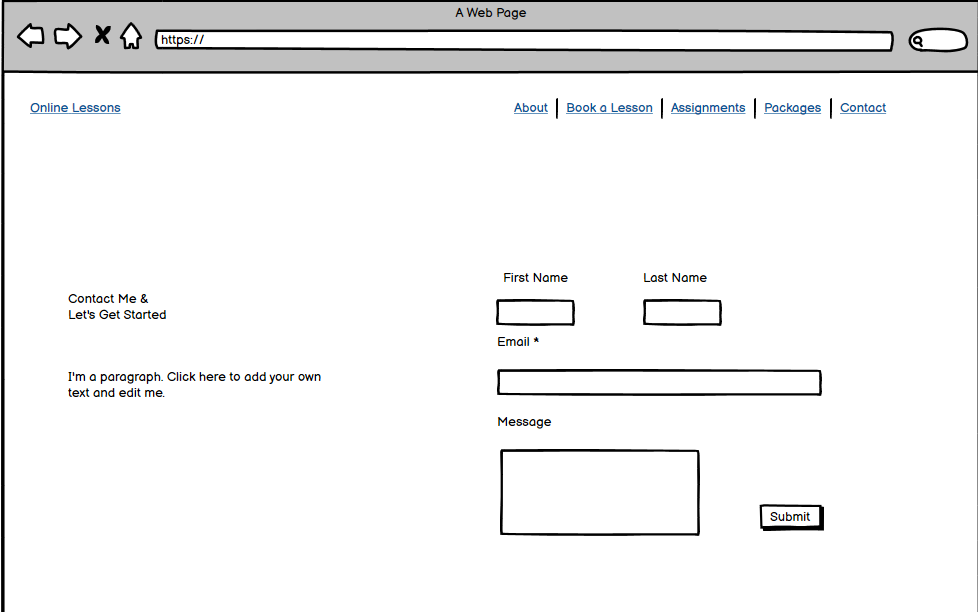 A Web Page
https://
Online Lessons
About Book a Lesson Assignments Packages Contact
Contact Me &
Let's Get Started
I'm a paragraph. Click here to add your own
text and edit me.
First Name Last Name
Email *
Message
Submit